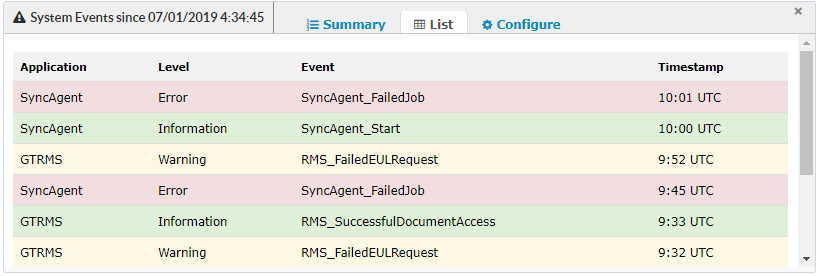 System Events since 07/01/2019 4:34:45 Summary List Configure
Application Level Event Timestamp
SyncAgent Error SyncAgent_FailedJob 10:01 UTC
SyncAgent Information SyncAgent_Start 10:00 UTC
GTRMS Warning RMS_FailedEULRequest 9:52 UTC
SyncAgent Error SyncAgent_FailedJob 9:45 UTC
GTRMS Information RMS_SuccessfulDocumentAccess 9:33 UTC
GTRMS Warning RMS_FailedEULRequest 9:32 UTC